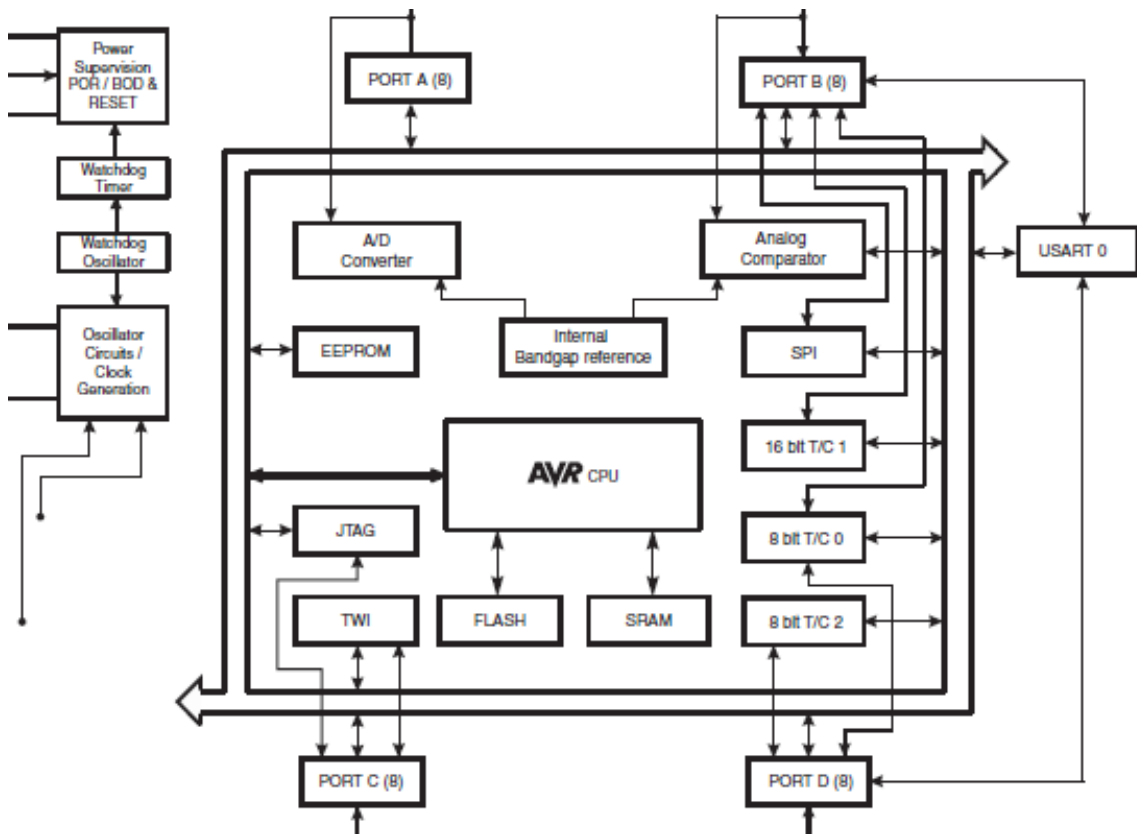 Power
Supervision
POR / BOD &
RESET
PORT A (8)
PORT B (8)
Watchdog
Timer
Watchdog
Oscillator
A/D
Converter
Analog
Comparator
USART 0
Oscillator
Circuits /
Clock
Generation
EEPROM
Internal
Bandgap reference
SPI
AVR CPU
16 bit T/C 1
JTAG
8 bit T/C 0
TWI
FLASH
SRAM
8 bit T/C 2
PORT C (8)
PORT D (8)